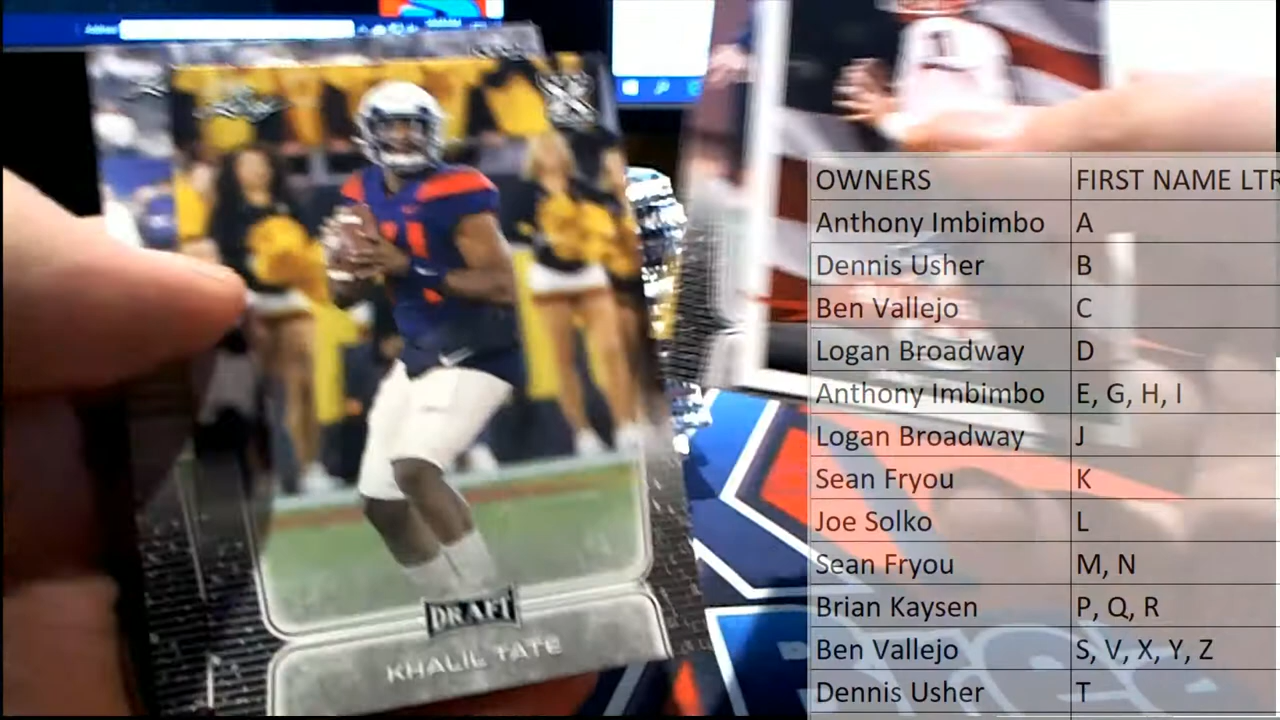 Address
DRAFT
KHALIL TATE
OWNERS FIRST NAME LTR
Anthony Imbimbo A
Dennis Usher B
Ben Vallejo C
Logan Broadway D
Anthony Imbimbo E, G, H, I
Logan Broadway J
Sean Fryou K
Joe Solko L
Sean Fryou M, N
Brian Kaysen P, Q, R
Ben Vallejo S, V, X, Y, Z
Dennis Usher T